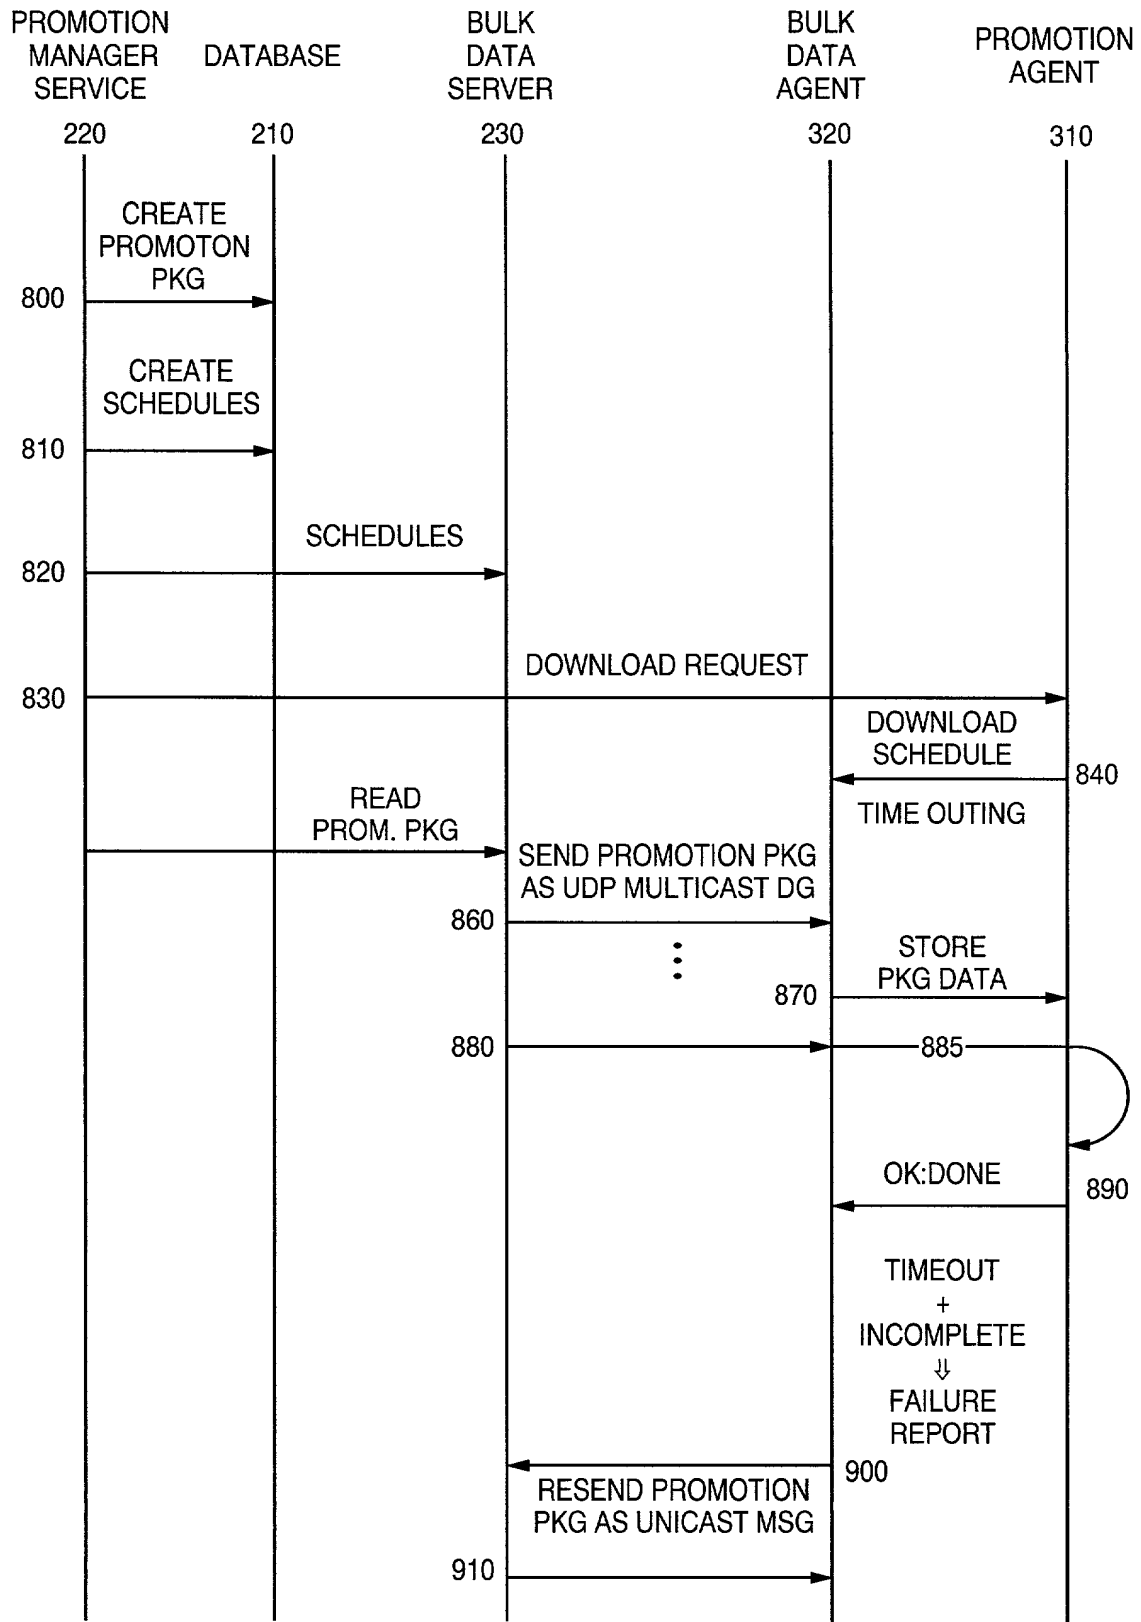 PROMOTION
MANAGER
SERVICE
220
DATABASE
210
BULK
DATA
SERVER
230
BULK
DATA
AGENT
320
PROMOTION
AGENT
310
CREATE
PROMOTON
PKG
800
CREATE
SCHEDULES
810
SCHEDULES
820
DOWNLOAD REQUEST
830
DOWNLOAD
SCHEDULE
840
TIME OUTING
READ
PROM. PKG
SEND PROMOTION PKG
AS UDP MULTICAST DG
860
STORE
PKG DATA
870
880
885
OK:DONE
890
TIMEOUT
+
INCOMPLETE
⇓
FAILURE
REPORT
900
RESEND PROMOTION
PKG AS UNICAST MSG
910